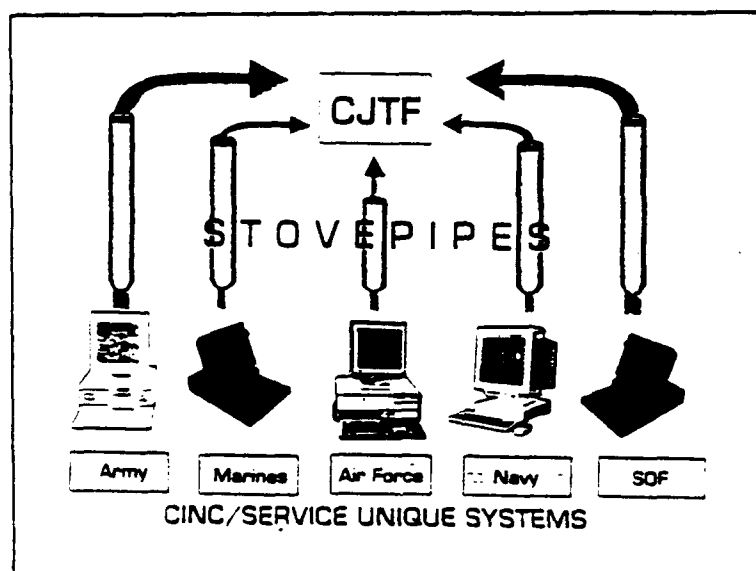 CJTF
STOVEPIPES
Army
Marines
Air Force
Navy
SOF
CINC/SERVICE UNIQUE SYSTEMS